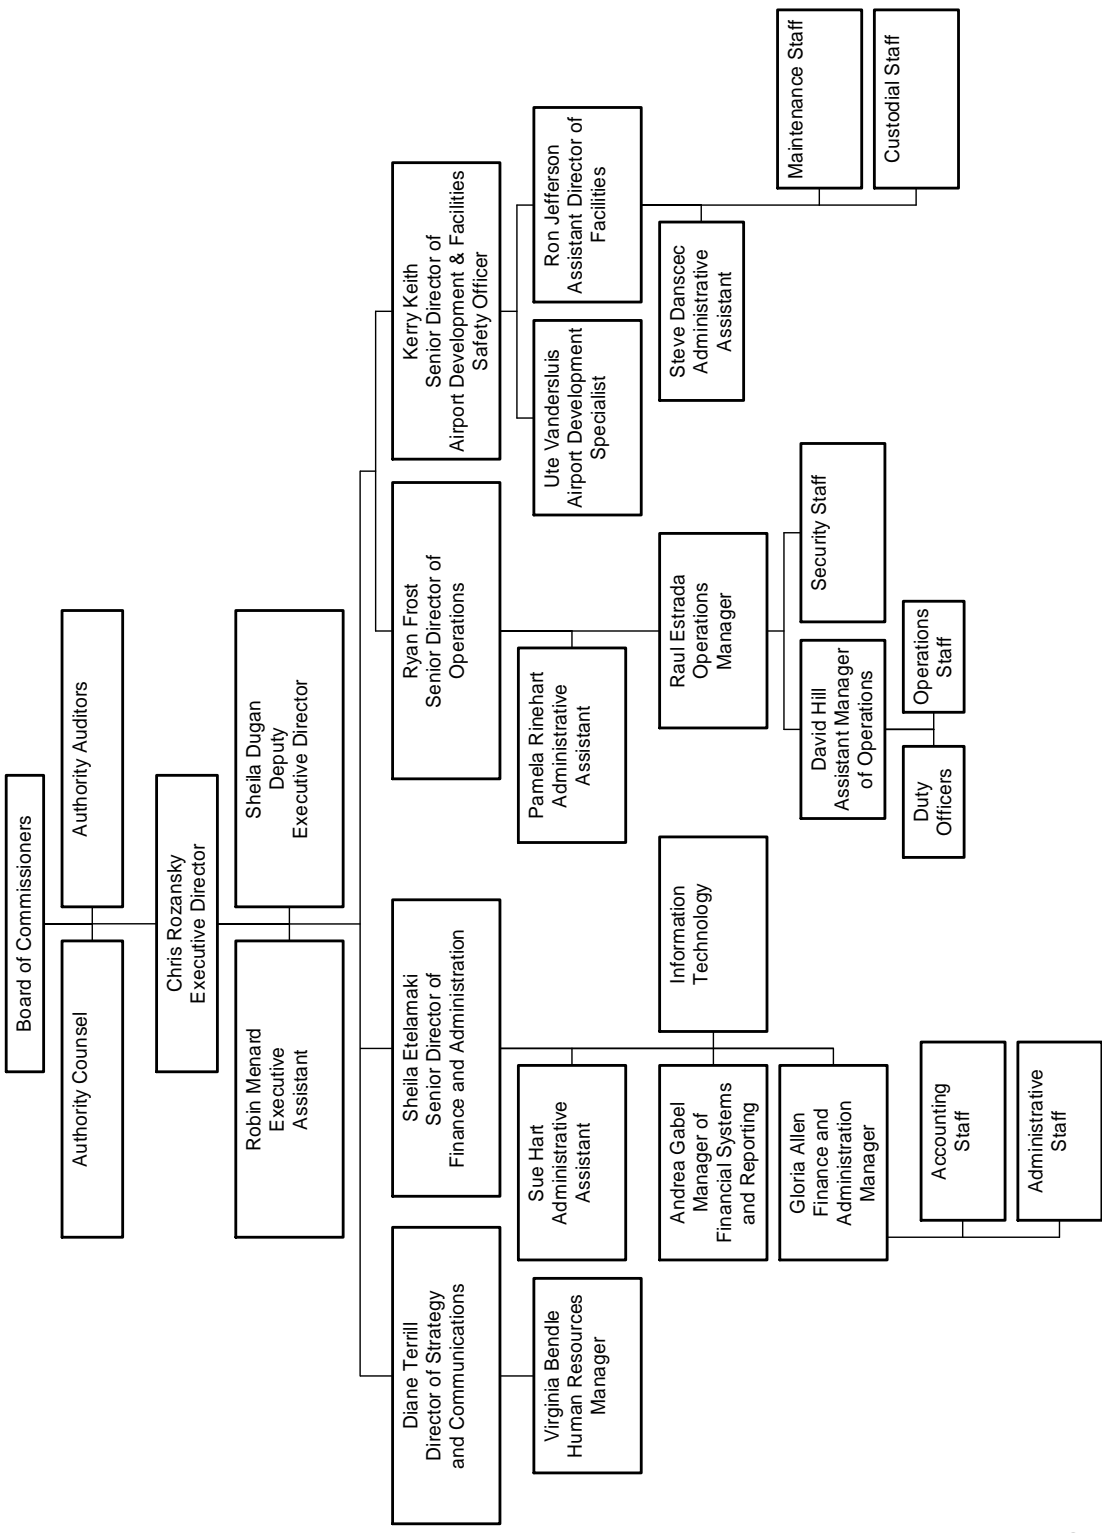 Board of Commissioners
Authority Counsel
Authority Auditors
Chris Rozansky
Executive Director
Robin Menard
Executive
Assistant
Sheila Dugan
Deputy
Executive Director
Diane Terrill
Director of Strategy
and Communications
Sheila Etelamaki
Senior Director of
Finance and Administration
Ryan Frost
Senior Director of
Operations
Kerry Keith
Senior Director of
Airport Development & Facilities
Safety Officer
Virginia Bendle
Human Resources
Manager
Sue Hart
Administrative
Assistant
Pamela Rinehart
Administrative
Assistant
Ute Vandersluis
Airport Development
Specialist
Ron Jefferson
Assistant Director of
Facilities
Andrea Gabel
Manager of
Financial Systems
and Reporting
Information
Technology
Raul Estrada
Operations
Manager
Steve Danscec
Administrative
Assistant
Gloria Allen
Finance and
Administration
Manager
David Hill
Assistant Manager
of Operations
Security Staff
Maintenance Staff
Custodial Staff
Accounting
Staff
Duty
Officers
Operations
Staff
Administrative
Staff